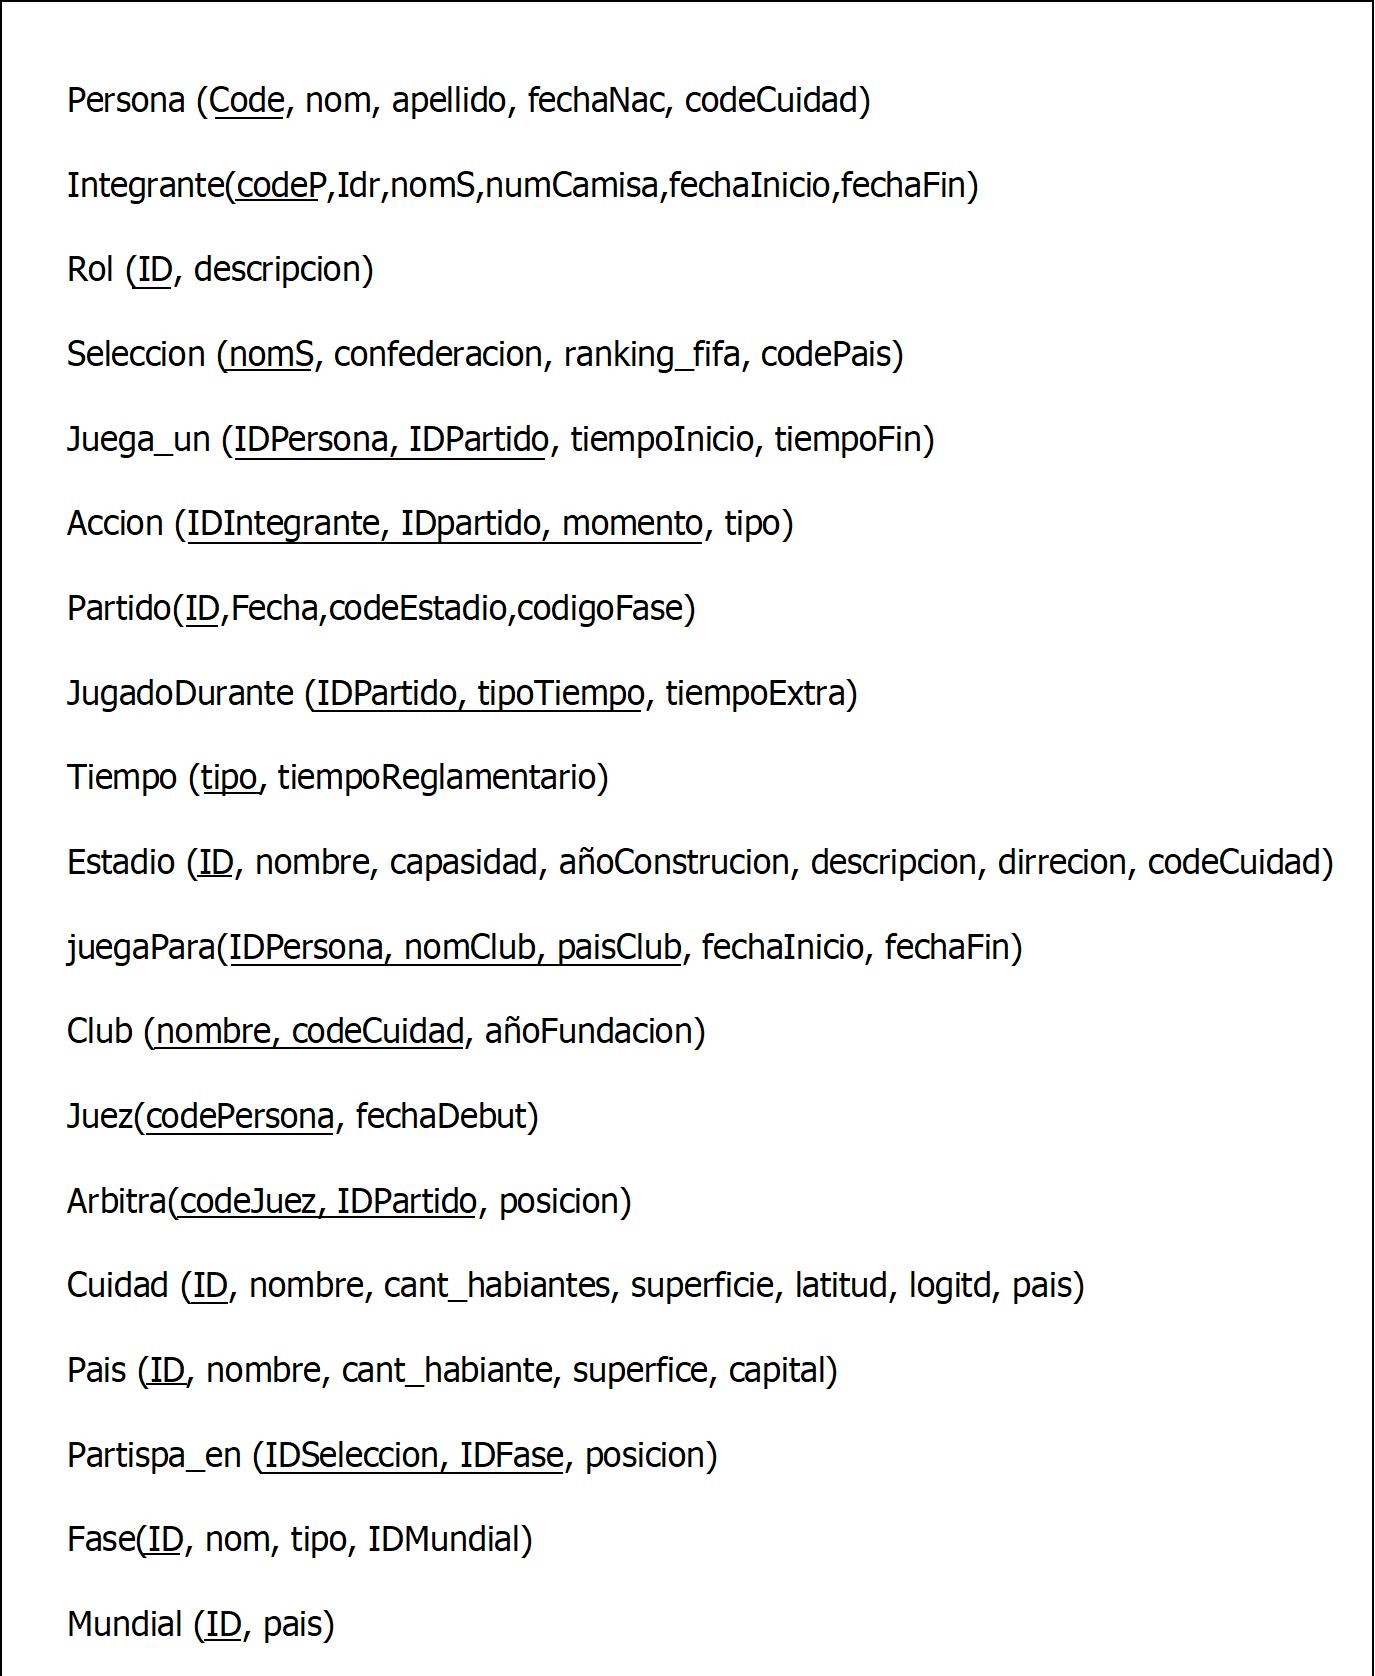 Persona (Code, nom, apellido, fechaNac, codeCuidad)
Integrante(codeP,Idr,nomS,numCamisa,fechaInicio,fechaFin)
Rol (ID, descripcion)
Seleccion (nomS, confederacion, ranking_fifa, codePais)
Juega_un (IDPersona, IDPartido, tiempoInicio, tiempoFin)
Accion (IDIntegrante, IDpartido, momento, tipo)
Partido(ID,Fecha,codeEstadio,codigoFase)
JugadoDurante (IDPartido, tipoTiempo, tiempoExtra)
Tiempo (tipo, tiempoReglamentario)
Estadio (ID, nombre, capasidad, añoConstrucion, descripcion, dirrecion, codeCuidad)
juegaPara(IDPersona, nomClub, paisClub, fechaInicio, fechaFin)
Club (nombre, codeCuidad, añoFundacion)
Juez(codePersona, fechaDebut)
Arbitra(codeJuez, IDPartido, posicion)
Cuidad (ID, nombre, cant_habiantes, superficie, latitud, logitd, pais)
Pais (ID, nombre, cant_habiante, superfice, capital)
Partispa_en (IDSeleccion, IDFase, posicion)
Fase(ID, nom, tipo, IDMundial)
Mundial (ID, pais)